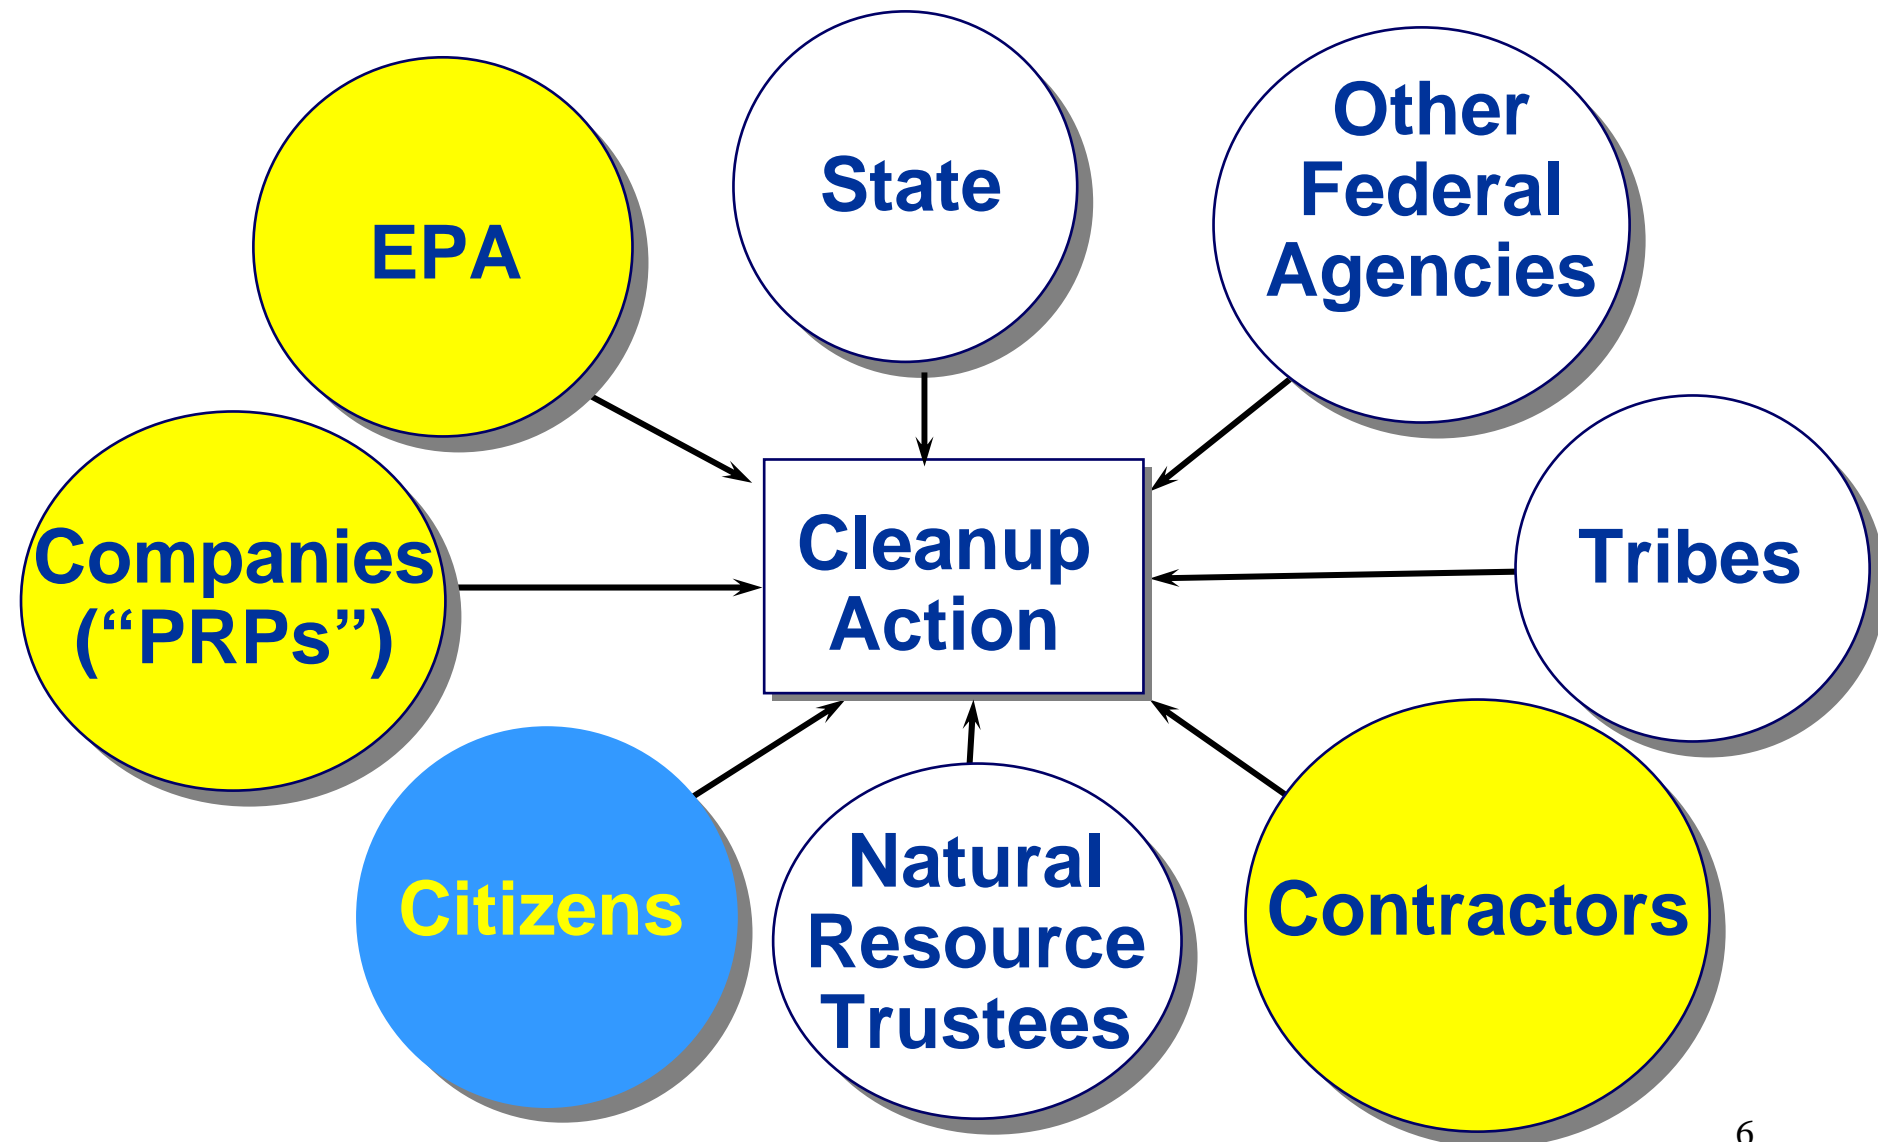 EPA
State
Other
Federal
Agencies
Companies
(“PRPs”)
Cleanup
Action
Tribes
Citizens
Natural
Resource
Trustees
Contractors
6